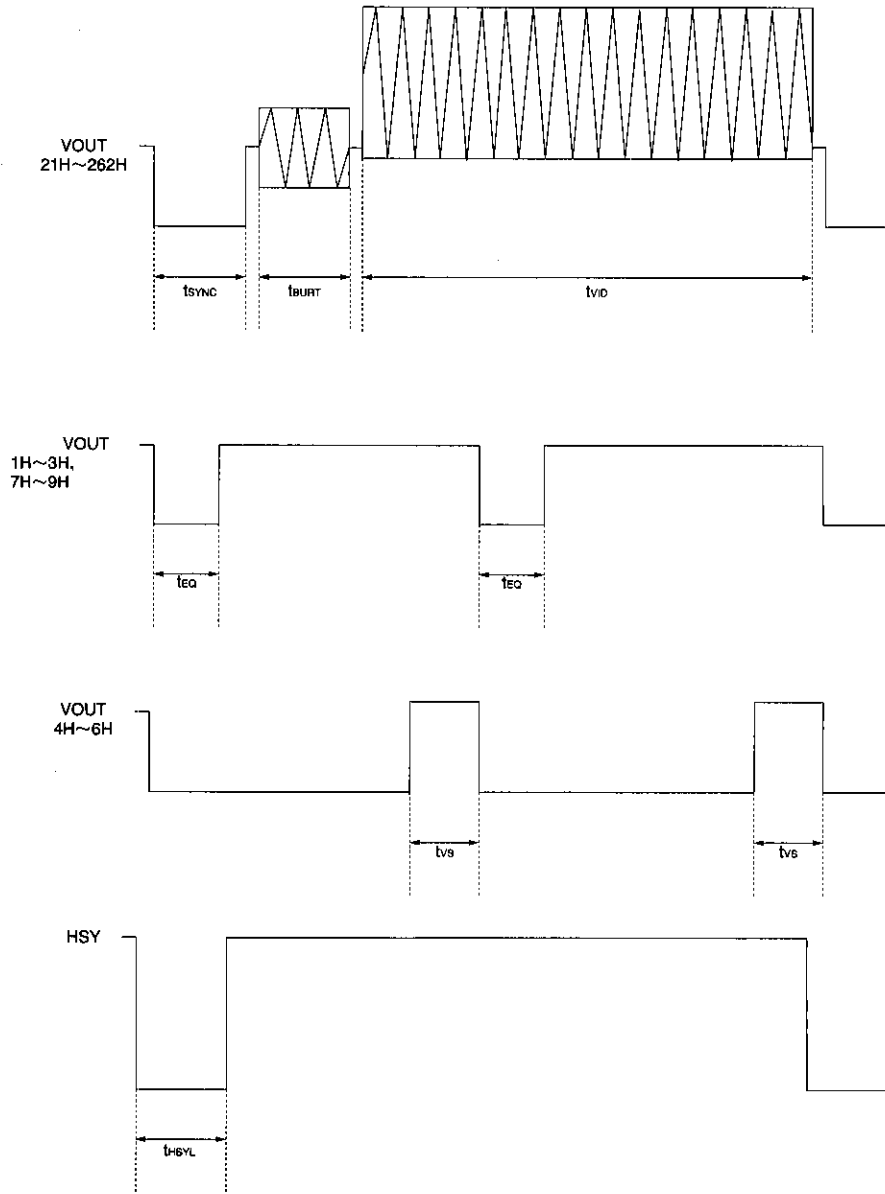 VOUT
21H～262H
tSYNC
tBURT
tVID
VOUT
1H～3H,
7H～9H
tEQ
tEQ
VOUT
4H～6H
tVS
tVS
HSY
tHSYL